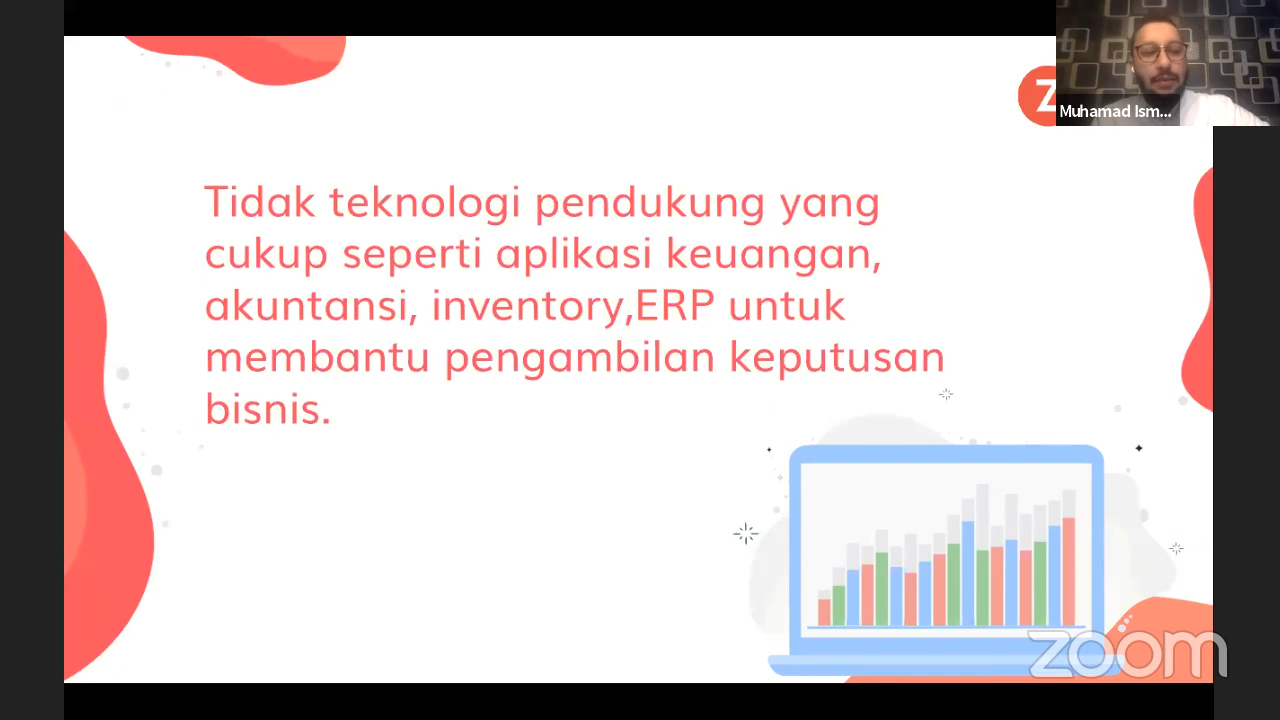 Z
Muhamad Ism...
Tidak teknologi pendukung yang
cukup seperti aplikasi keuangan,
akuntansi, inventory,ERP untuk
membantu pengambilan keputusan
bisnis.
zoom